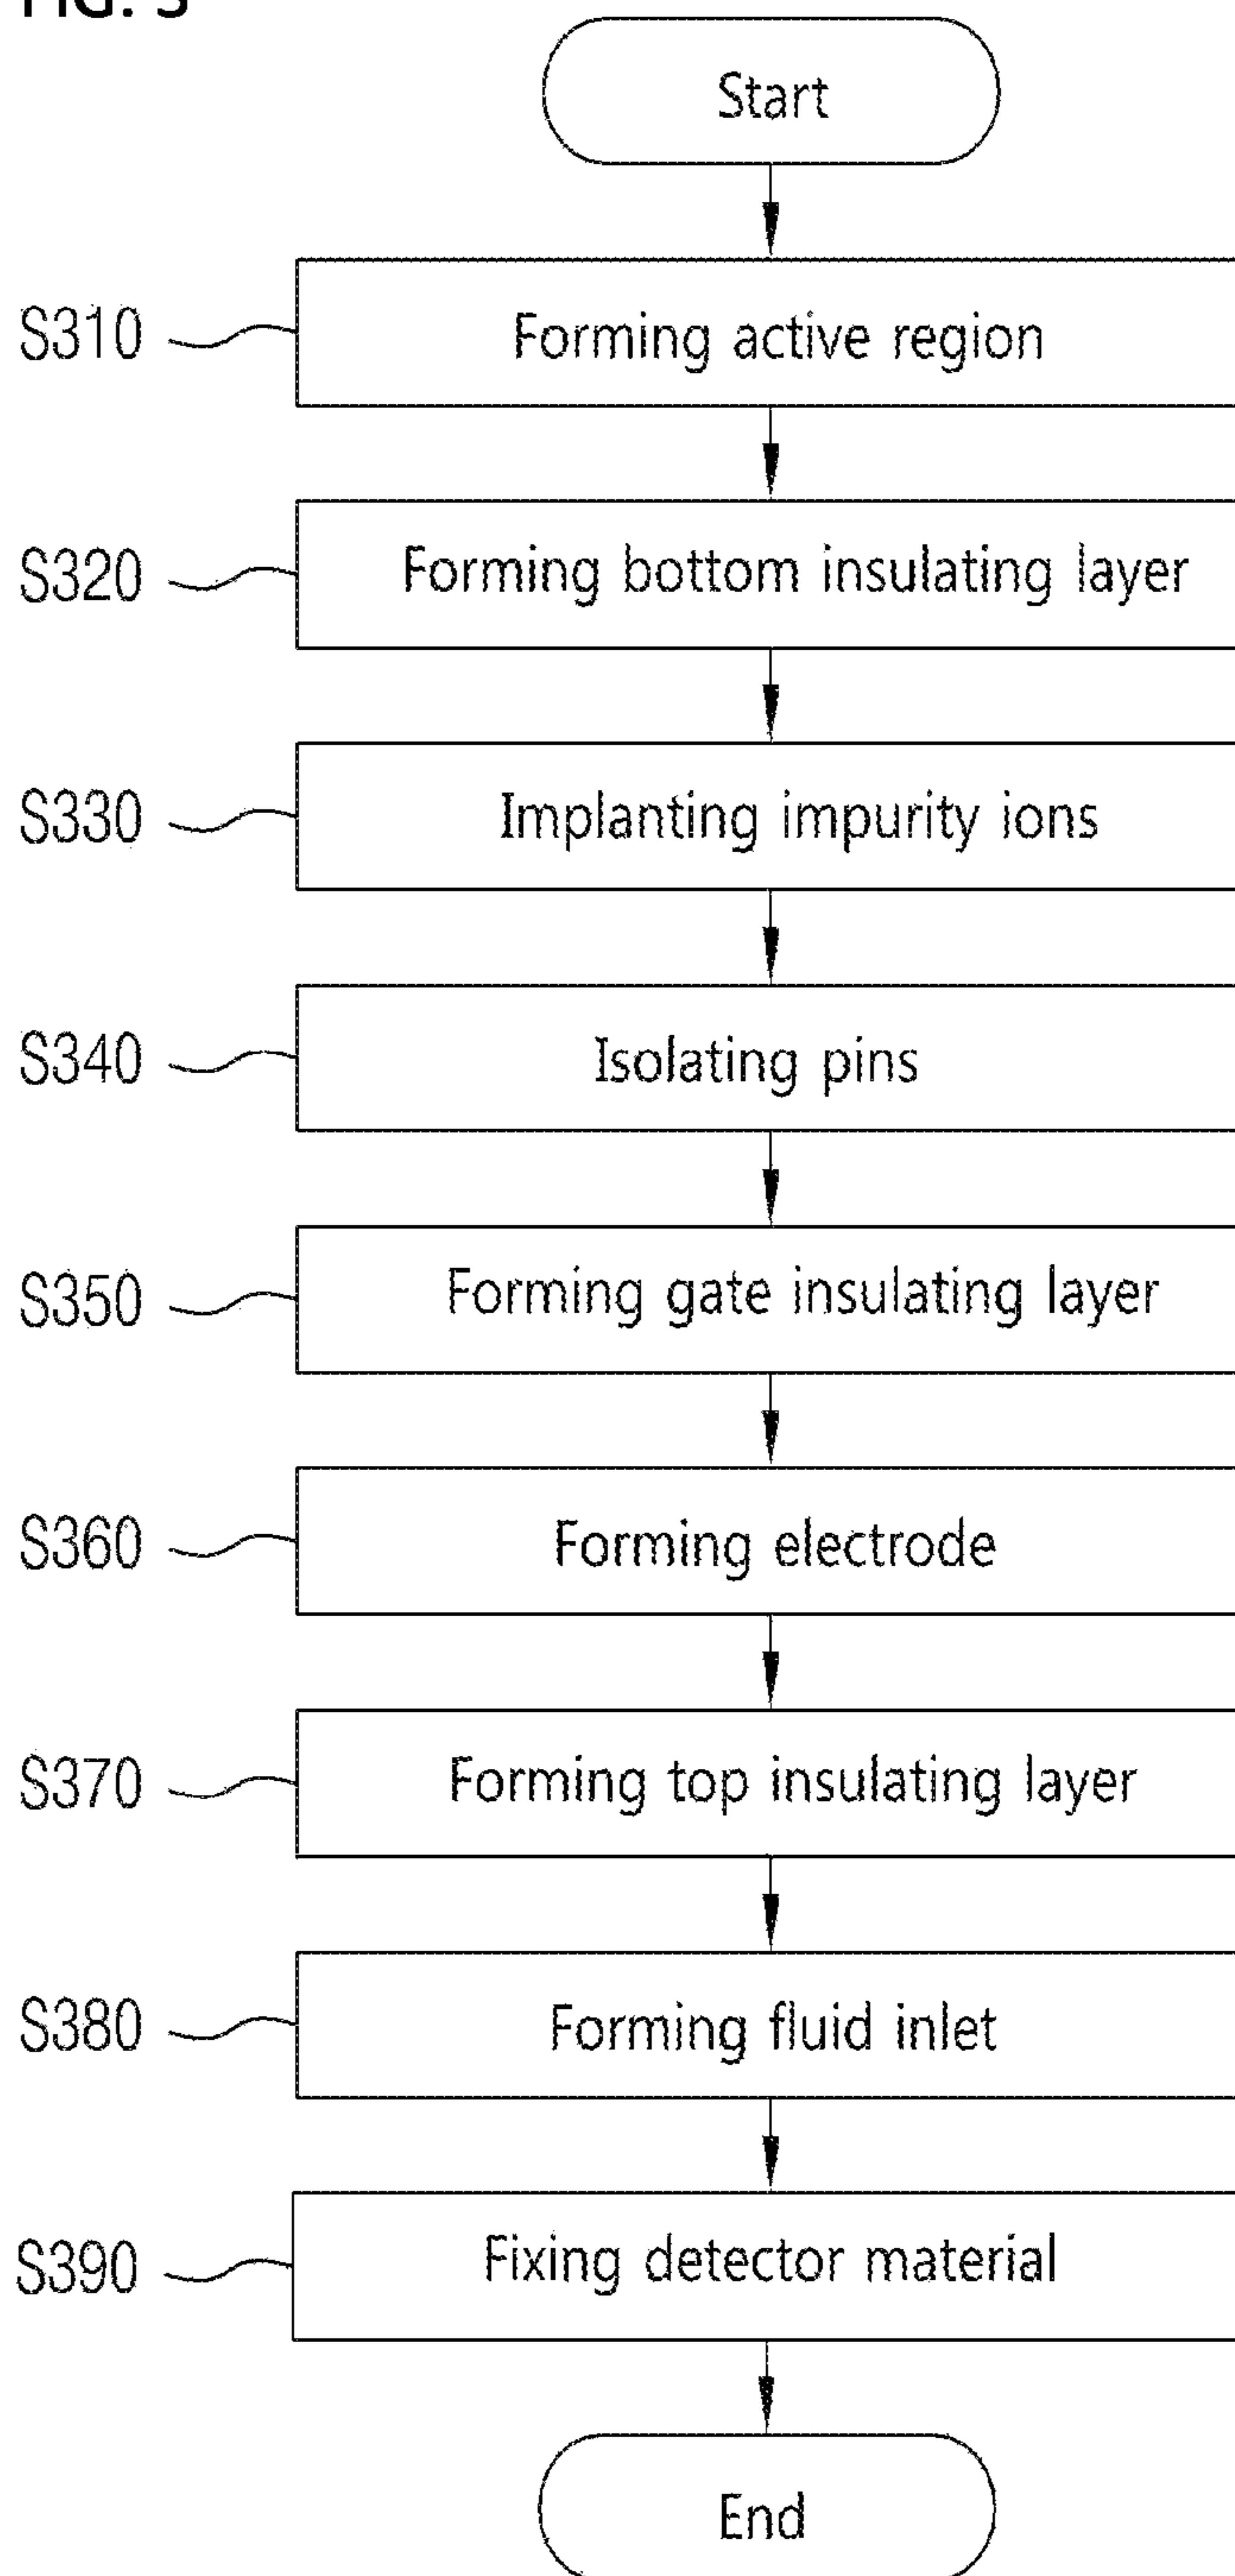 FIG. 3
Start
S310 Forming active region
S320 Forming bottom insulating layer
S330 Implanting impurity ions
S340 Isolating pins
S350 Forming gate insulating layer
S360 Forming electrode
S370 Forming top insulating layer
S380 Forming fluid inlet
S390 Fixing detector material
End